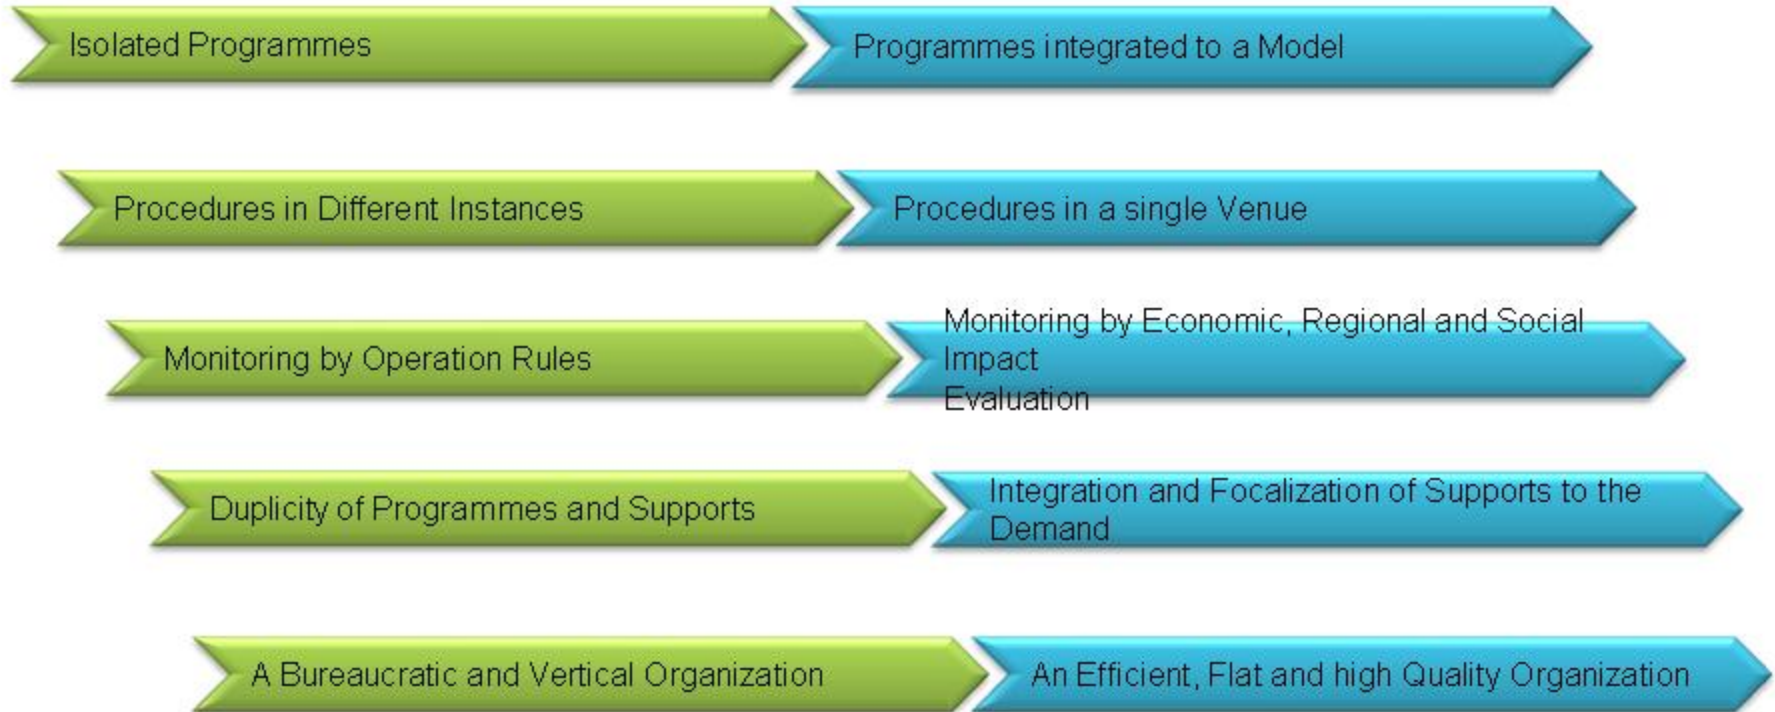 Isolated Programmes
Programmes integrated to a Model
Procedures in Different Instances
Procedures in a single Venue
Monitoring by Operation Rules
Monitoring by Economic, Regional and Social
Impact
Evaluation
Duplicity of Programmes and Supports
Integration and Focalization of Supports to the
Demand
A Bureaucratic and Vertical Organization
An Efficient, Flat and high Quality Organization